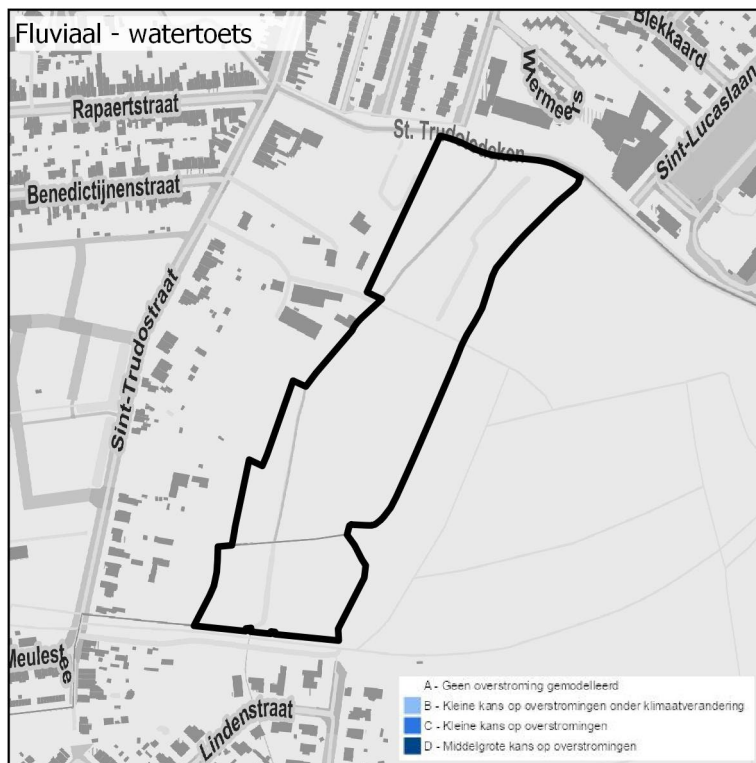 Fluviaal - watertoets
Blekkaard
Rapaertstraat
Wermeers
St. Trudoledeken
Sint-Lucaslaan
Benedictijnenstraat
Sint-Trudostraat
Meulestee
Lindenstraat
A - Geen overstroming gemodelleerd
B - Kleine kans op overstromingen onder klimaatverandering
C - Kleine kans op overstromingen
D - Middelgrote kans op overstromingen